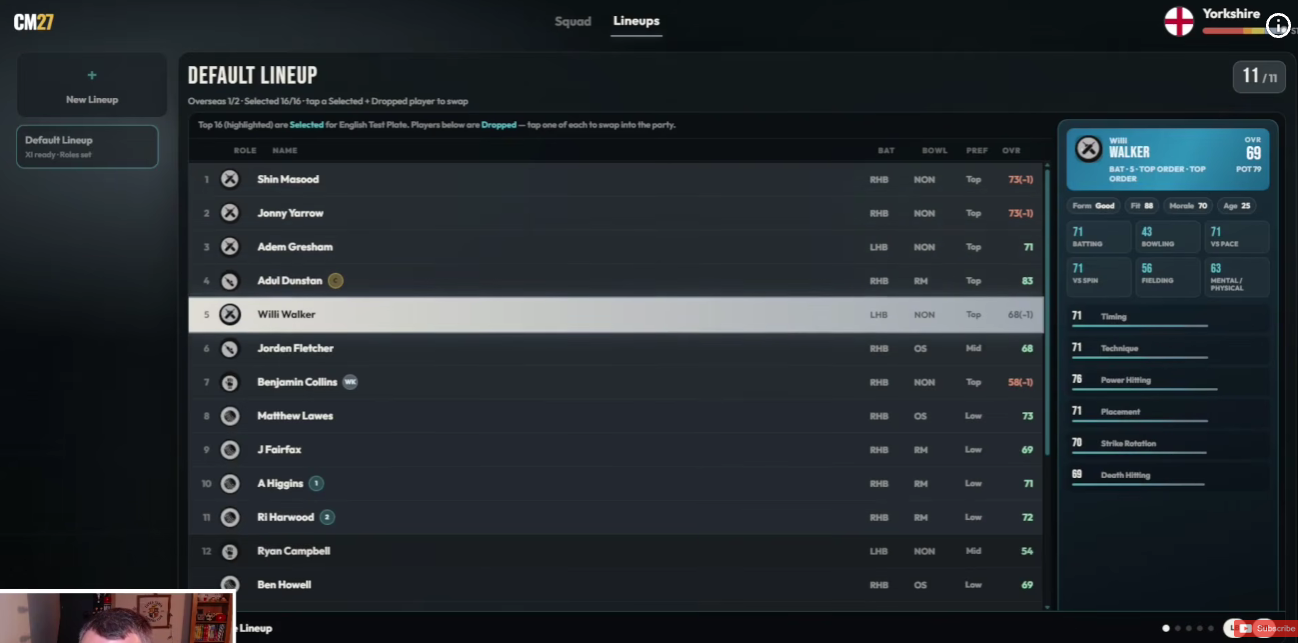 CM27
Squad
Lineups
Yorkshire
+
New Lineup
Default Lineup
XI ready · Roles set
DEFAULT LINEUP
11 / 11
Overseas 1/2 · Selected 16/16 · tap a Selected + Dropped player to swap
Top 16 (highlighted) are Selected for English Test Plate. Players below are Dropped — tap one of each to swap into the party.
ROLE NAME BAT BOWL PREF OVR
1 Shin Masood RHB NON Top 73(-1)
2 Jonny Yarrow RHB NON Top 73(-1)
3 Adem Gresham LHB NON Top 71
4 Adul Dunstan C RHB RM Top 83
5 Willi Walker LHB NON Top 68(-1)
6 Jorden Fletcher RHB OS Mid 68
7 Benjamin Collins WK RHB NON Top 58(-1)
8 Matthew Lawes RHB OS Low 73
9 J Fairfax RHB RM Low 69
10 A Higgins 1 RHB RM Low 71
11 Ri Harwood 2 RHB RM Low 72
12 Ryan Campbell LHB NON Mid 54
Ben Howell RHB OS Low 69
Lineup
Willi
WALKER
BAT · 5 · TOP ORDER · TOP
ORDER
OVR
69
POT 79
Form Good Fit 88 Morale 70 Age 25
71 BATTING
43 BOWLING
71 VS PACE
71 VS SPIN
56 FIELDING
63 MENTAL / PHYSICAL
71 Timing
71 Technique
76 Power Hitting
71 Placement
70 Strike Rotation
69 Death Hitting
Subscribe